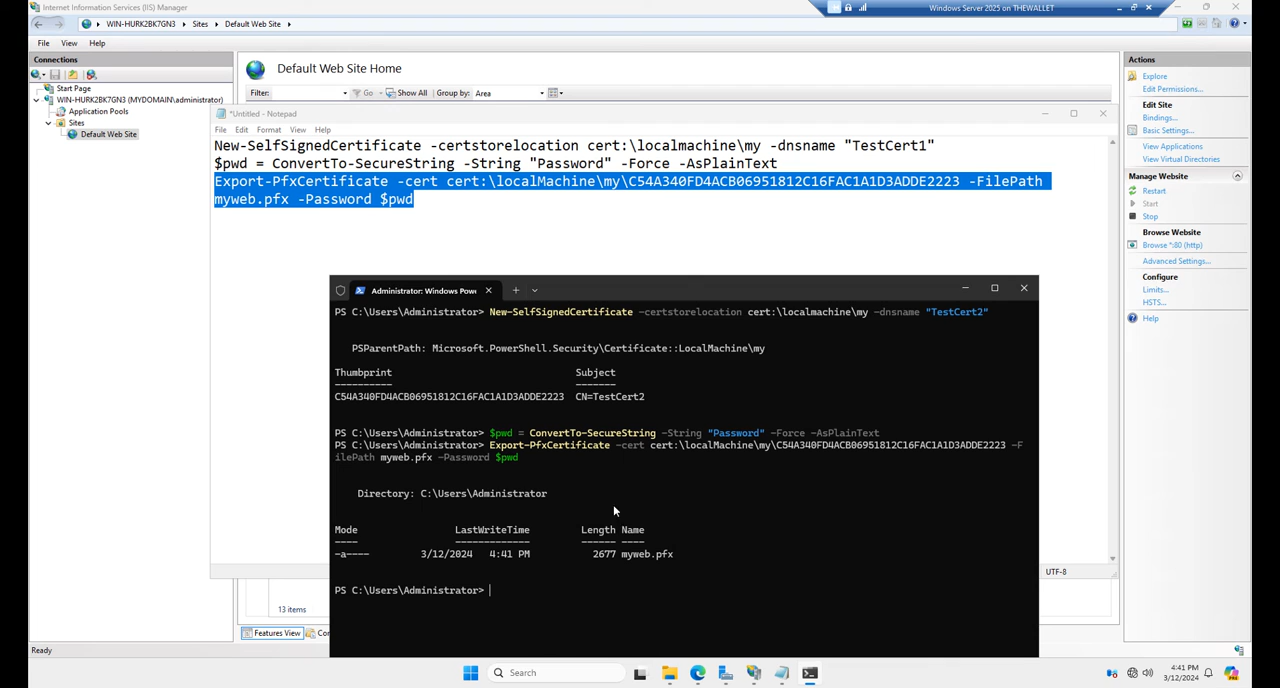 Internet Information Services (IIS) Manager
Windows Server 2025 on THEWALLET
WIN-HURK2BK7GN3 > Sites > Default Web Site >
File View Help
Connections
Start Page
WIN-HURK2BK7GN3 (MYDOMAIN\administrator)
Application Pools
Sites
Default Web Site
Default Web Site Home
Filter: Go Show All Group by: Area
*Untitled - Notepad
File Edit Format View Help
New-SelfSignedCertificate -certstorelocation cert:\localmachine\my -dnsname "TestCert1"
$pwd = ConvertTo-SecureString -String "Password" -Force -AsPlainText
Export-PfxCertificate -cert cert:\localMachine\my\C54A340FD4ACB06951812C16FAC1A1D3ADDE2223 -FilePath
myweb.pfx -Password $pwd
UTF-8
Administrator: Windows Pow
PS C:\Users\Administrator> New-SelfSignedCertificate -certstorelocation cert:\localmachine\my -dnsname "TestCert2"
PSParentPath: Microsoft.PowerShell.Security\Certificate::LocalMachine\my
Thumbprint Subject
---------- -------
C54A340FD4ACB06951812C16FAC1A1D3ADDE2223 CN=TestCert2
PS C:\Users\Administrator> $pwd = ConvertTo-SecureString -String "Password" -Force -AsPlainText
PS C:\Users\Administrator> Export-PfxCertificate -cert cert:\localMachine\my\C54A340FD4ACB06951812C16FAC1A1D3ADDE2223 -F
ilePath myweb.pfx -Password $pwd
Directory: C:\Users\Administrator
Mode LastWriteTime Length Name
---- ------------- ------ ----
-a---- 3/12/2024 4:41 PM 2677 myweb.pfx
PS C:\Users\Administrator>
13 items
Features View Con
Ready
Actions
Explore
Edit Permissions...
Edit Site
Bindings...
Basic Settings...
View Applications
View Virtual Directories
Manage Website
Restart
Start
Stop
Browse Website
Browse *:80 (http)
Advanced Settings...
Configure
Limits...
HSTS...
Help
Search
4:41 PM
3/12/2024